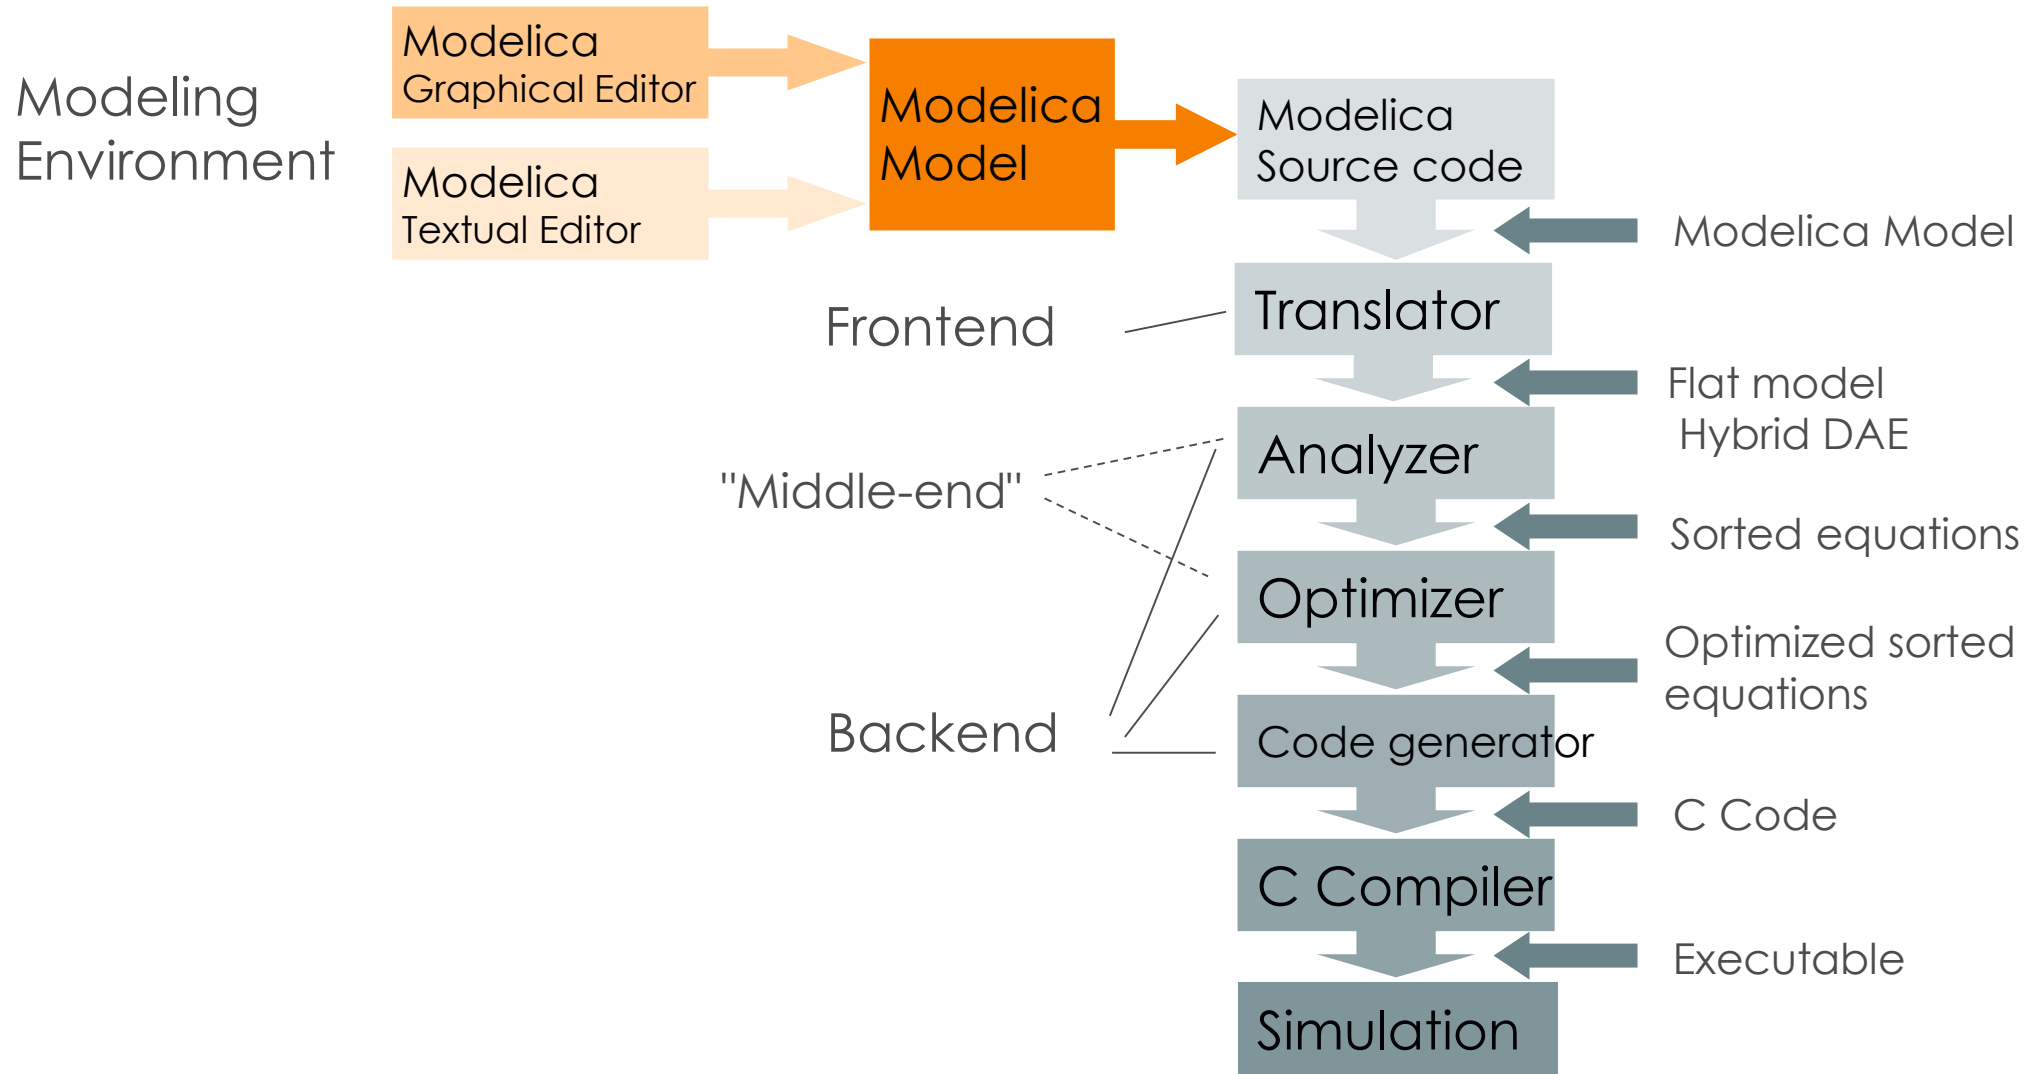 Modeling
Environment
Modelica
Graphical Editor
Modelica
Textual Editor
Modelica
Model
Modelica
Source code
Modelica Model
Frontend
Translator
Flat model
Hybrid DAE
"Middle-end"
Analyzer
Sorted equations
Optimizer
Optimized sorted
equations
Backend
Code generator
C Code
C Compiler
Executable
Simulation